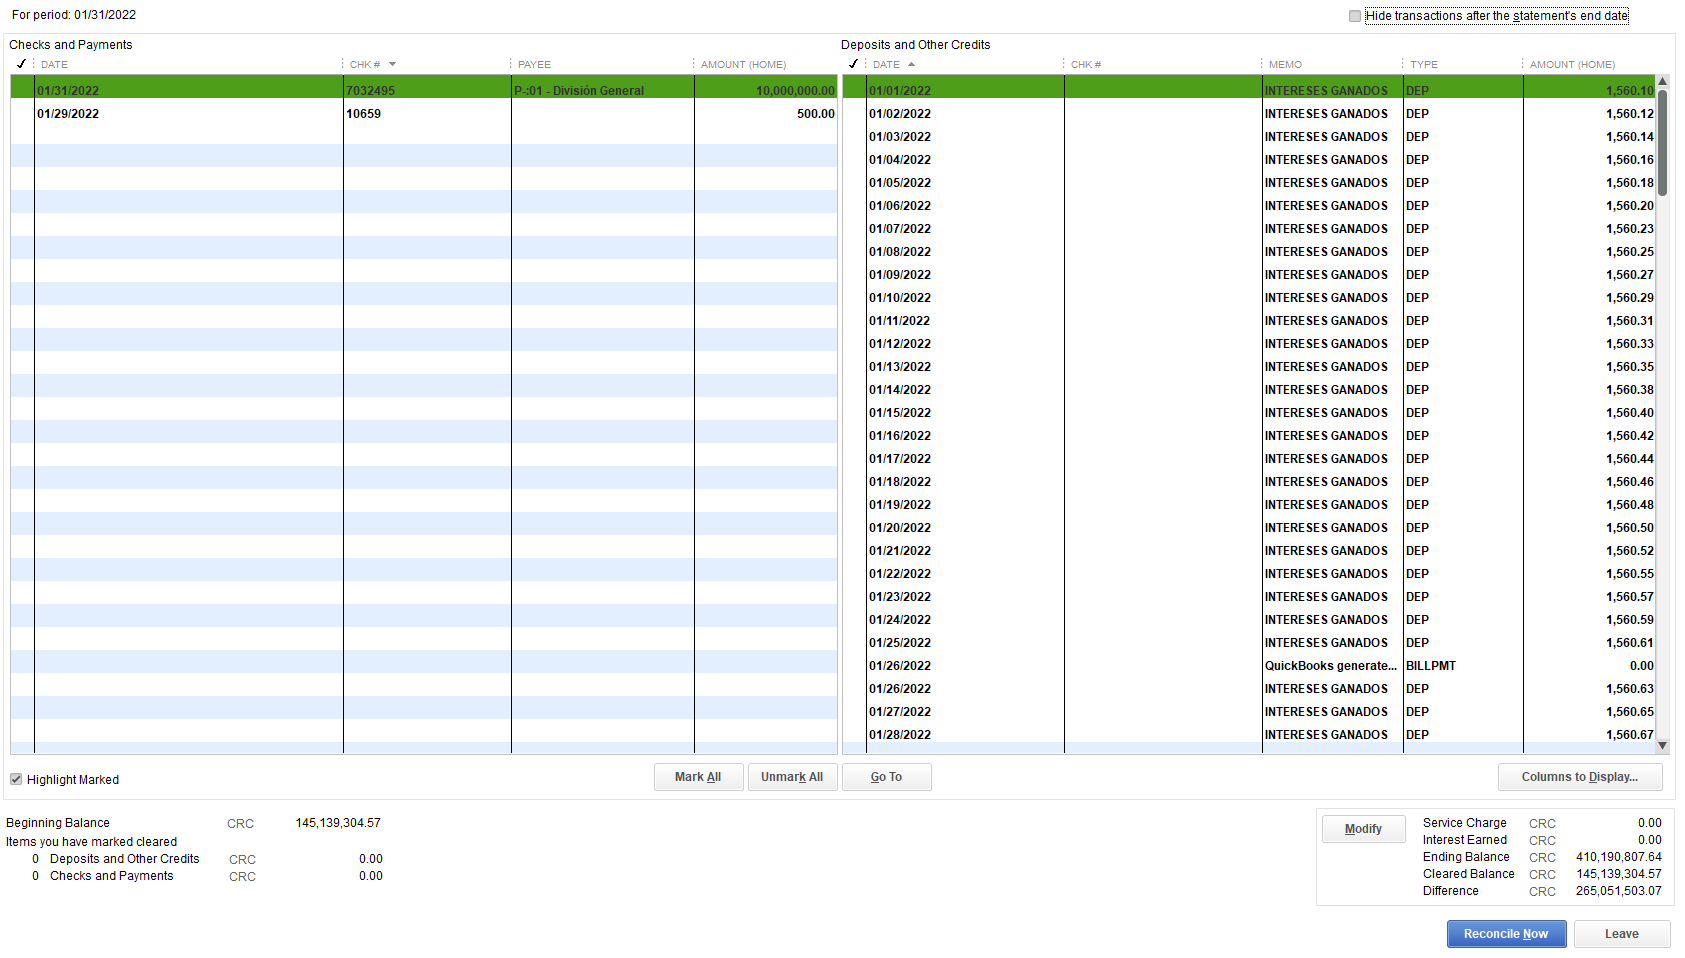 For period: 01/31/2022
Hide transactions after the statement's end date
Checks and Payments
✓ DATE CHK # PAYEE AMOUNT (HOME)
01/31/2022 7032495 P-:01 - División General 10,000,000.00
01/29/2022 10659 500.00
Deposits and Other Credits
✓ DATE CHK # MEMO TYPE AMOUNT (HOME)
01/01/2022 INTERESES GANADOS DEP 1,560.10
01/02/2022 INTERESES GANADOS DEP 1,560.12
01/03/2022 INTERESES GANADOS DEP 1,560.14
01/04/2022 INTERESES GANADOS DEP 1,560.16
01/05/2022 INTERESES GANADOS DEP 1,560.18
01/06/2022 INTERESES GANADOS DEP 1,560.20
01/07/2022 INTERESES GANADOS DEP 1,560.23
01/08/2022 INTERESES GANADOS DEP 1,560.25
01/09/2022 INTERESES GANADOS DEP 1,560.27
01/10/2022 INTERESES GANADOS DEP 1,560.29
01/11/2022 INTERESES GANADOS DEP 1,560.31
01/12/2022 INTERESES GANADOS DEP 1,560.33
01/13/2022 INTERESES GANADOS DEP 1,560.35
01/14/2022 INTERESES GANADOS DEP 1,560.38
01/15/2022 INTERESES GANADOS DEP 1,560.40
01/16/2022 INTERESES GANADOS DEP 1,560.42
01/17/2022 INTERESES GANADOS DEP 1,560.44
01/18/2022 INTERESES GANADOS DEP 1,560.46
01/19/2022 INTERESES GANADOS DEP 1,560.48
01/20/2022 INTERESES GANADOS DEP 1,560.50
01/21/2022 INTERESES GANADOS DEP 1,560.52
01/22/2022 INTERESES GANADOS DEP 1,560.55
01/23/2022 INTERESES GANADOS DEP 1,560.57
01/24/2022 INTERESES GANADOS DEP 1,560.59
01/25/2022 INTERESES GANADOS DEP 1,560.61
01/26/2022 QuickBooks generate... BILLPMT 0.00
01/26/2022 INTERESES GANADOS DEP 1,560.63
01/27/2022 INTERESES GANADOS DEP 1,560.65
01/28/2022 INTERESES GANADOS DEP 1,560.67
Highlight Marked
Mark All
Unmark All
Go To
Columns to Display...
Beginning Balance CRC 145,139,304.57
Items you have marked cleared
0 Deposits and Other Credits CRC 0.00
0 Checks and Payments CRC 0.00
Modify
Service Charge CRC 0.00
Interest Earned CRC 0.00
Ending Balance CRC 410,190,807.64
Cleared Balance CRC 145,139,304.57
Difference CRC 265,051,503.07
Reconcile Now
Leave